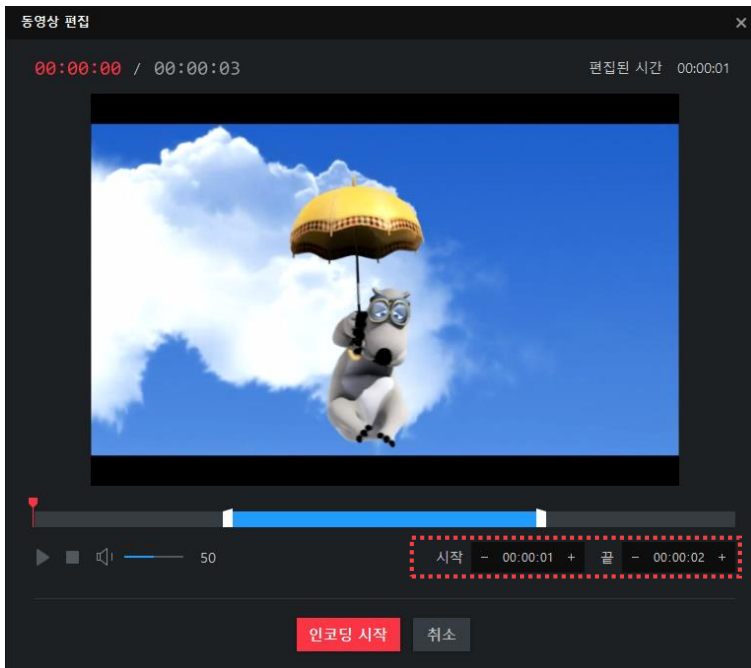 동영상 편집
00:00:00 / 00:00:03
편집된 시간 00:00:01
50
시작 - 00:00:01 + 끝 - 00:00:02 +
인코딩 시작 취소